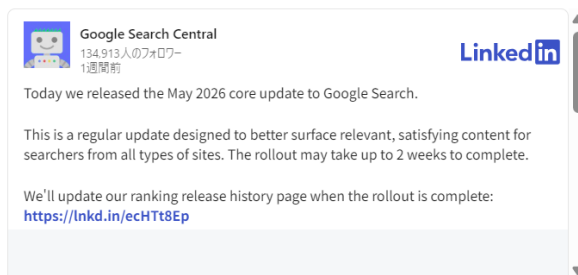 Google Search Central
134,913人のフォロワー
1週間前
LinkedIn
Today we released the May 2026 core update to Google Search.
This is a regular update designed to better surface relevant, satisfying content for
searchers from all types of sites. The rollout may take up to 2 weeks to complete.
We'll update our ranking release history page when the rollout is complete:
https://lnkd.in/ecHTt8Ep